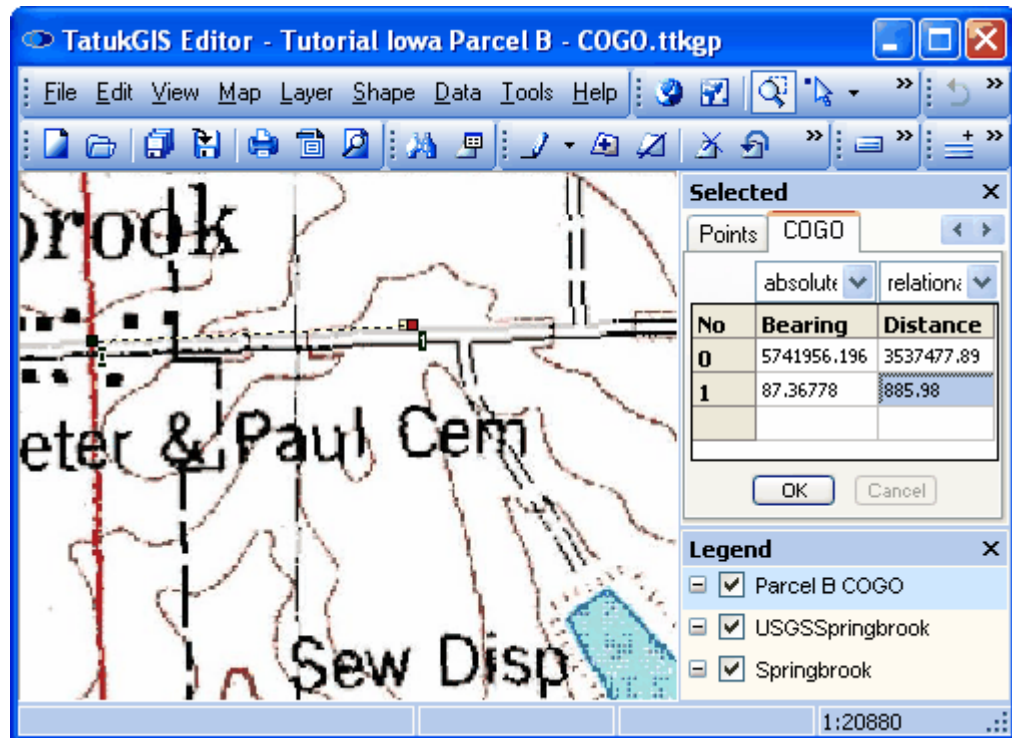 TatukGIS Editor - Tutorial Iowa Parcel B - COGO.ttkgp
File Edit View Map Layer Shape Data Tools Help
Selected
Points COGO
absolute relationa
No Bearing Distance
0 5741956.196 3537477.89
1 87.36778 885.98
OK Cancel
Legend
Parcel B COGO
USGSSpringbrook
Springbrook
brook
1
eter & Paul Cem
Sew Disp
1:20880